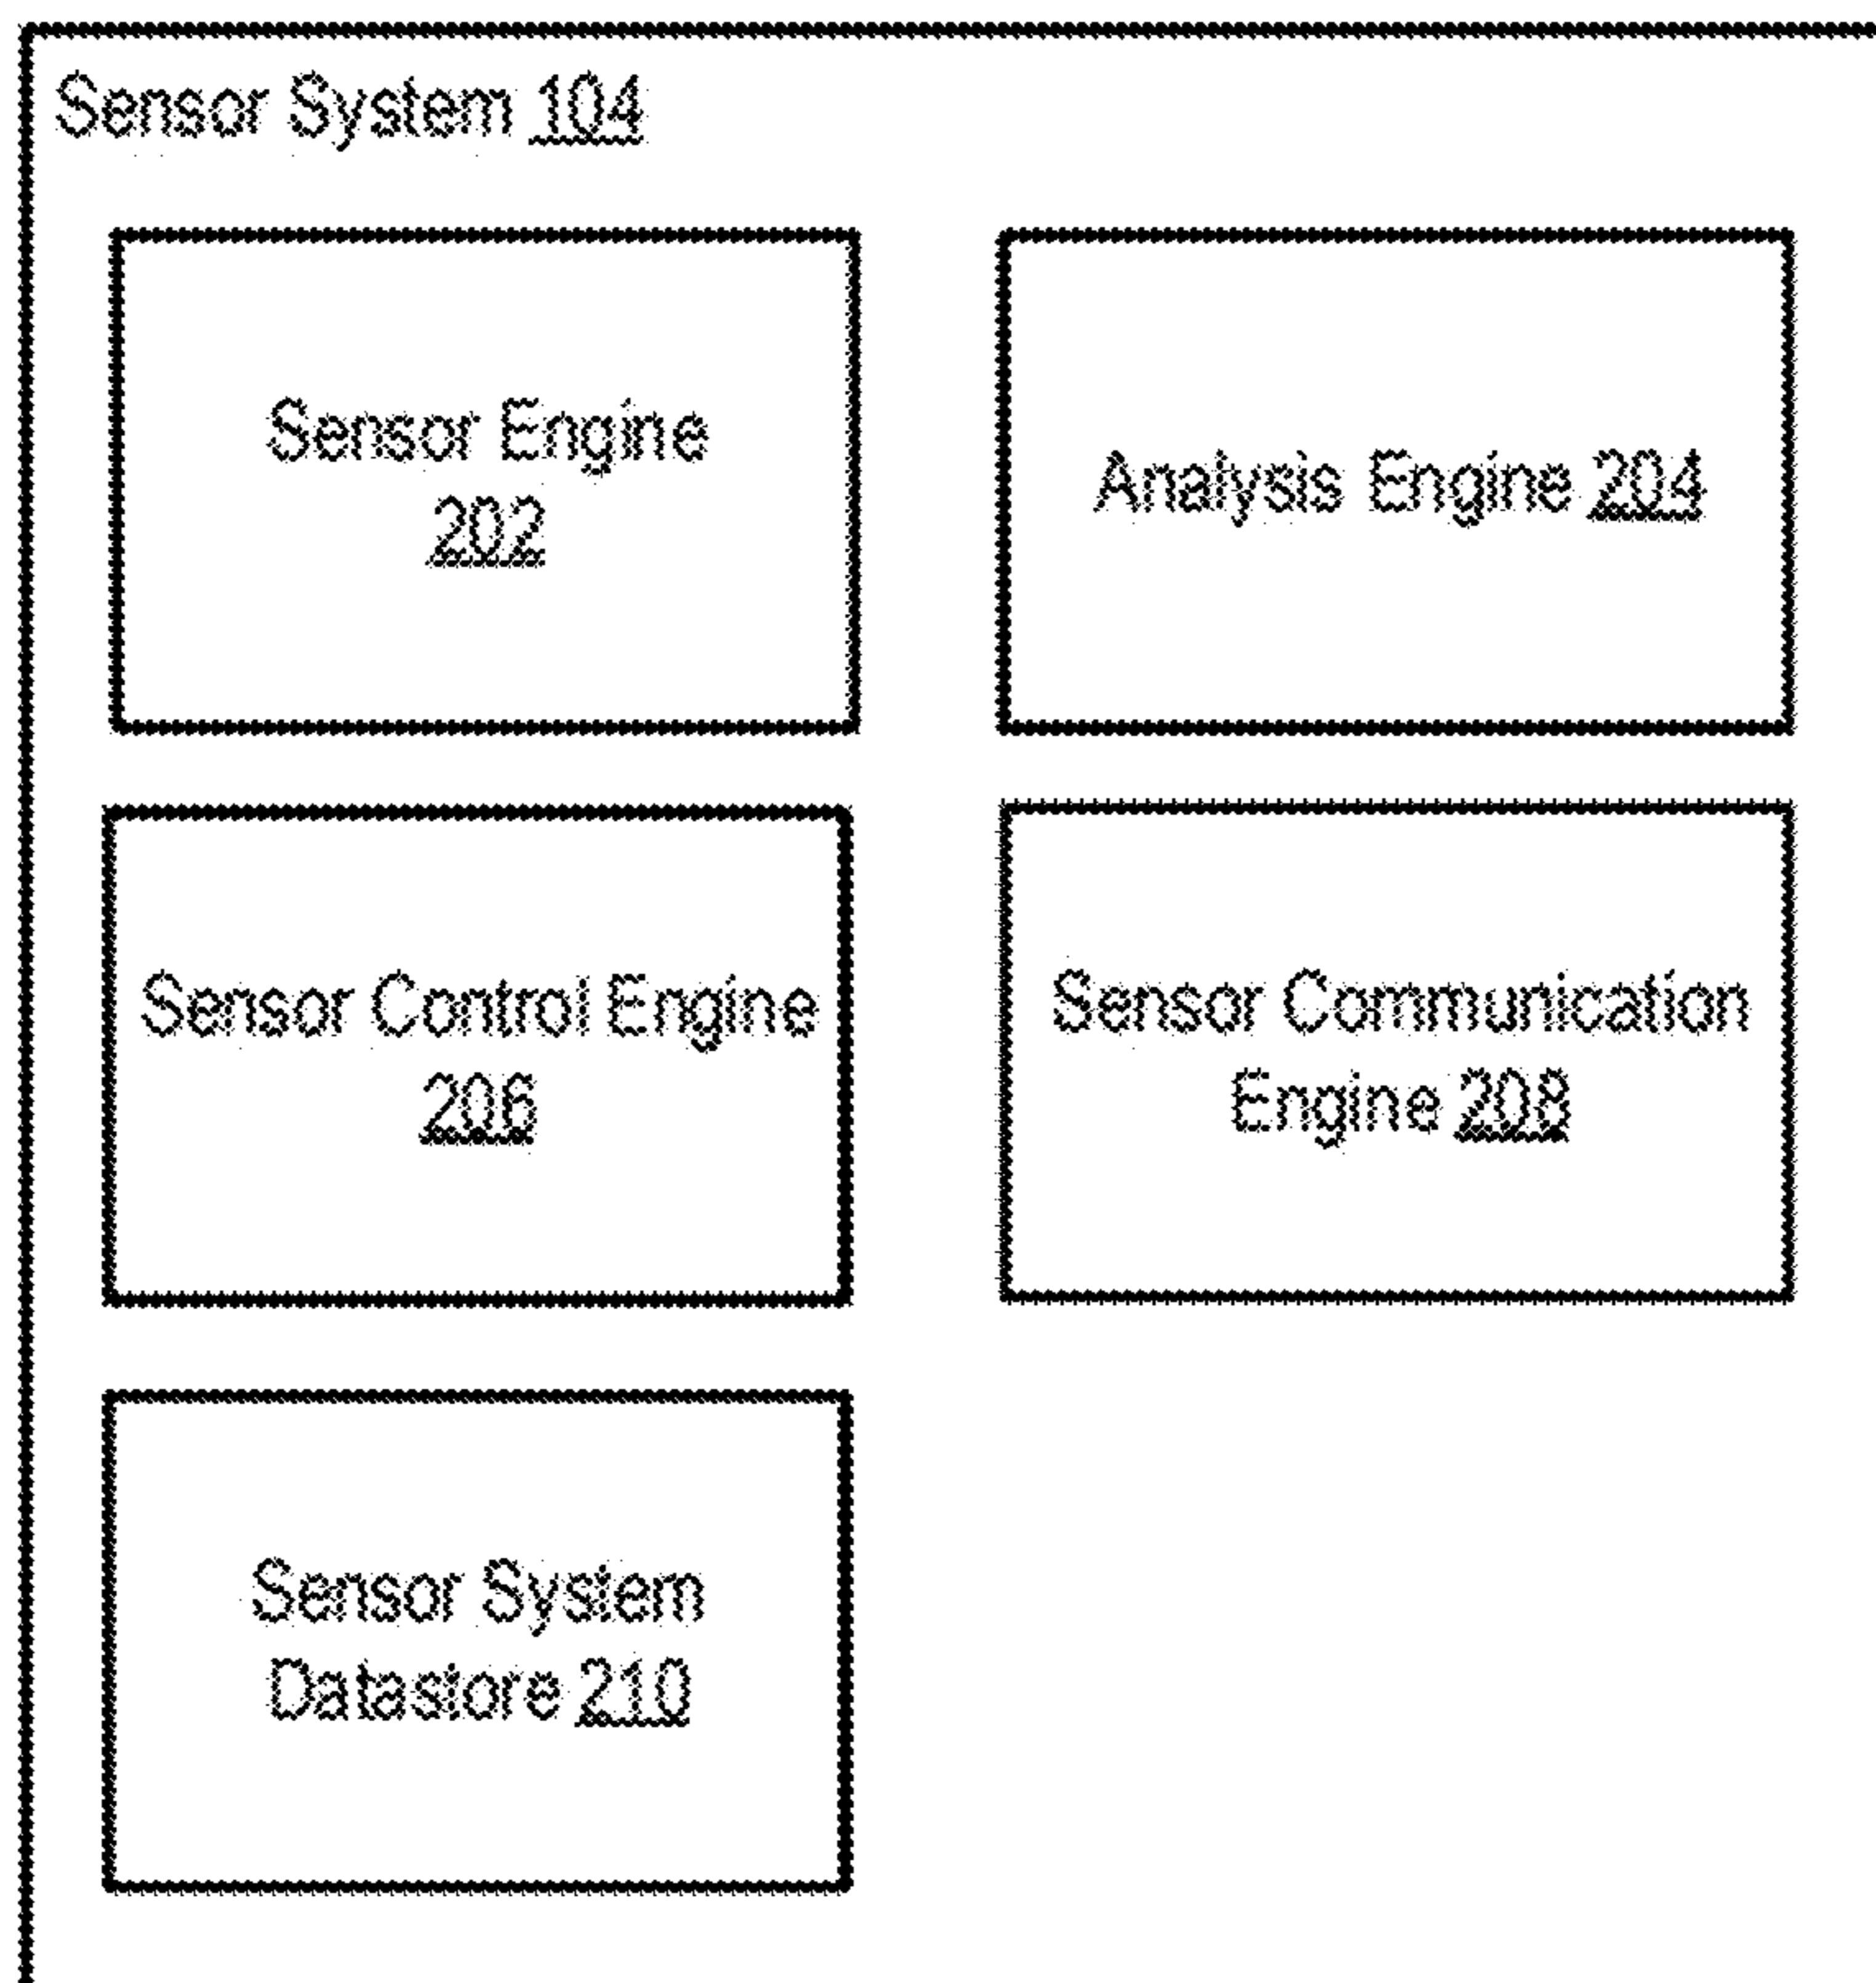 Sensor System 104
Sensor Engine
202
Analysis Engine 204
Sensor Control Engine
206
Sensor Communication
Engine 208
Sensor System
Datastore 210